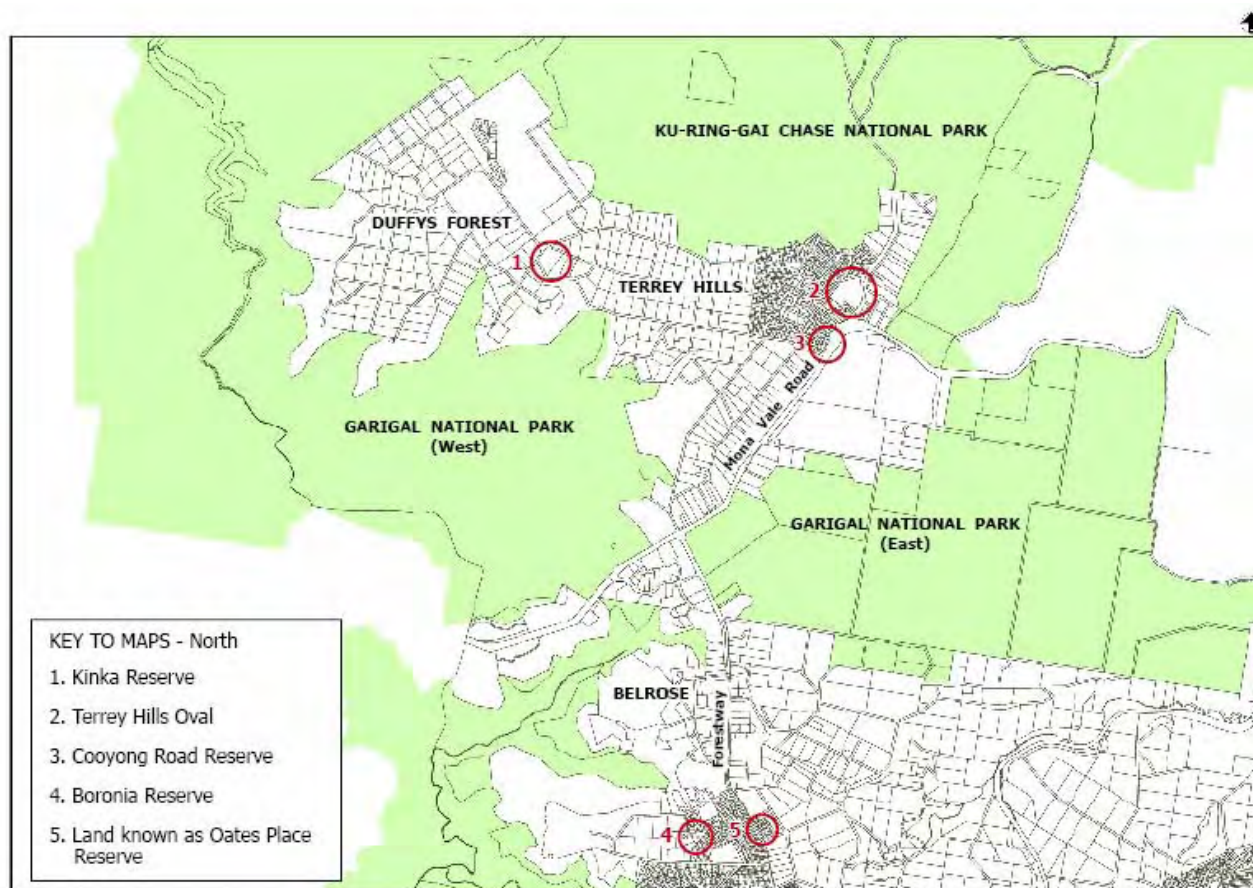 KU-RING-GAI CHASE NATIONAL PARK
DUFFYS FOREST
1
TERREY HILLS
2
3
Mona Vale Road
GARIGAL NATIONAL PARK
(West)
GARIGAL NATIONAL PARK
(East)
BELROSE
Forestway
4
5
KEY TO MAPS - North
1. Kinka Reserve
2. Terrey Hills Oval
3. Cooyong Road Reserve
4. Boronia Reserve
5. Land known as Oates Place
Reserve